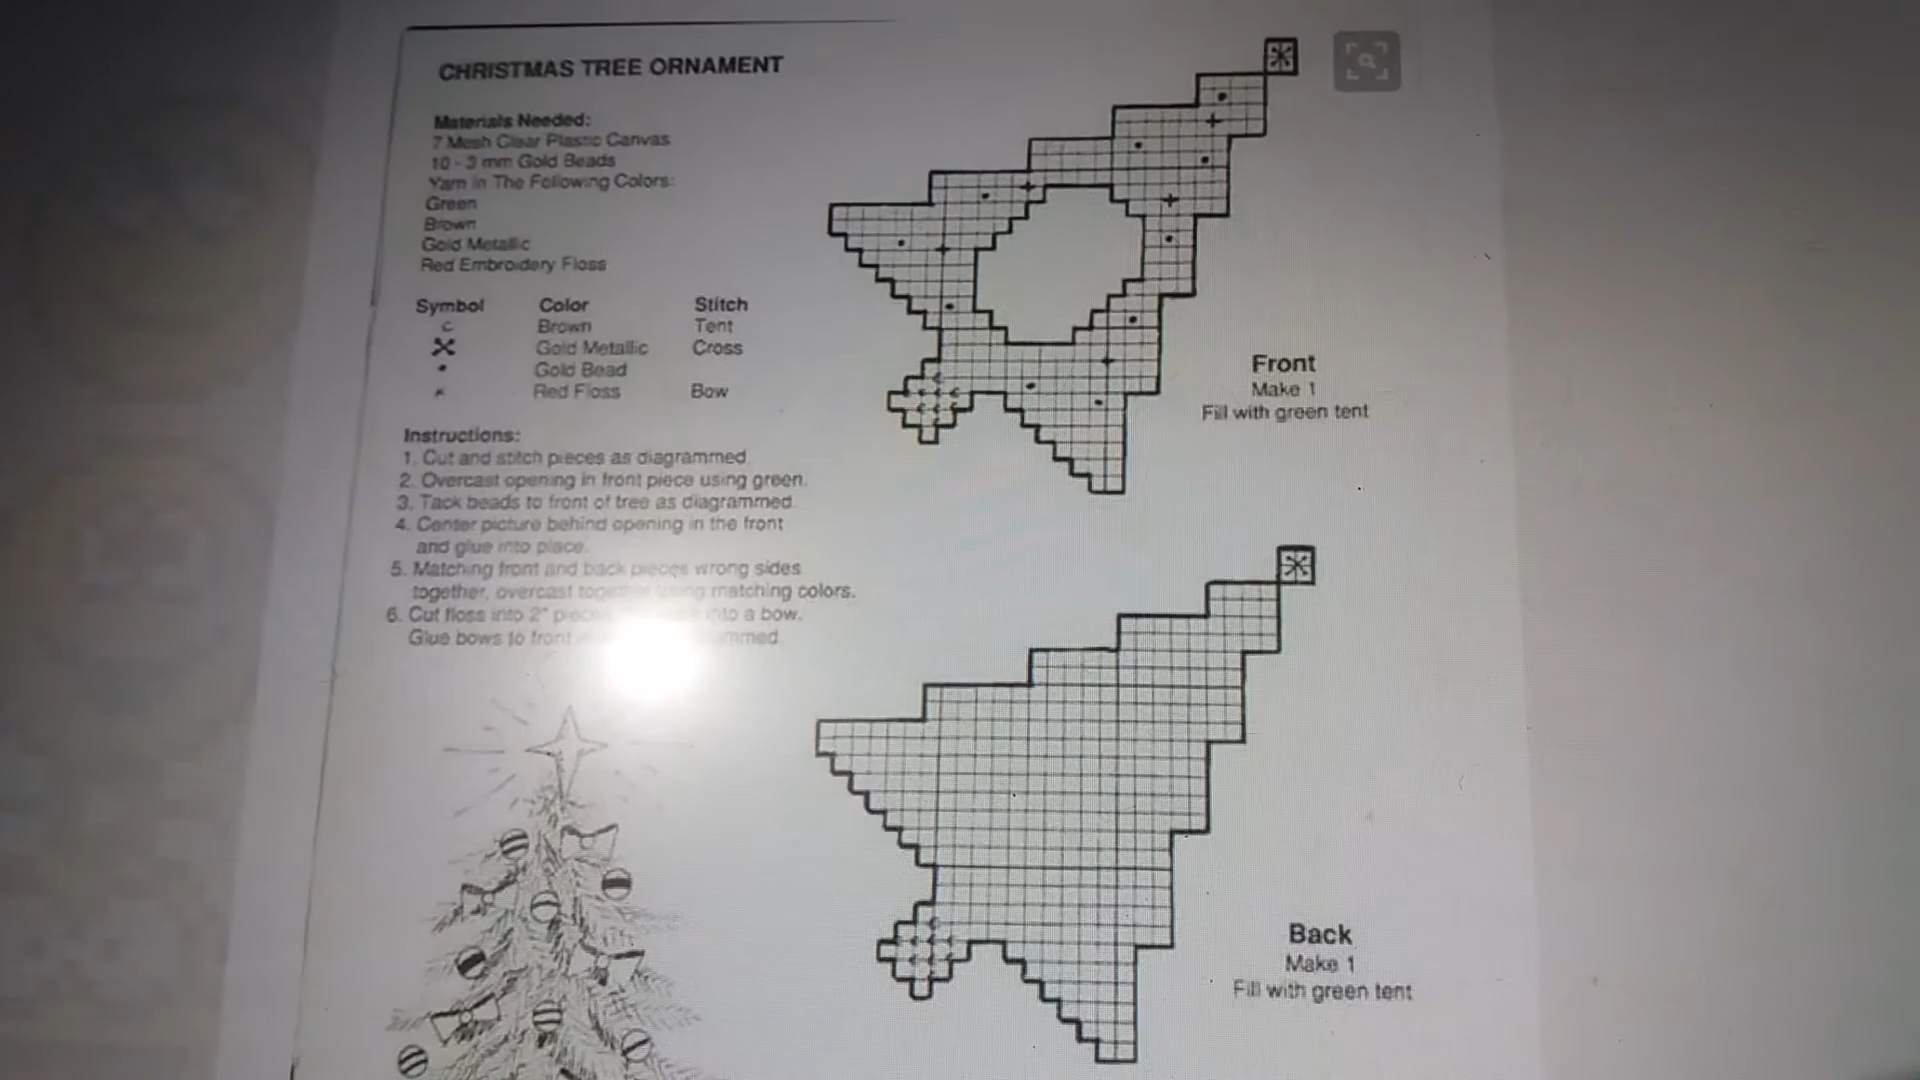 CHRISTMAS TREE ORNAMENT
Materials Needed:
7 Mesh Clear Plastic Canvas
10 - 3 mm Gold Beads
Yarn In The Following Colors:
Green
Brown
Gold Metallic
Red Embroidery Floss
Symbol Color Stitch
Brown Tent
Gold Metallic Cross
Gold Bead
Red Floss Bow
Instructions:
1. Cut and stitch pieces as diagrammed.
2. Overcast opening in front piece using green.
3. Tack beads to front of tree as diagrammed.
4. Center picture behind opening in the front
and glue into place.
5. Matching front and back pieces wrong sides
together, overcast together using matching colors.
6. Cut floss into 2" into a bow.
Glue bows to front
Front
Make 1
Fill with green tent
Back
Make 1
Fill with green tent